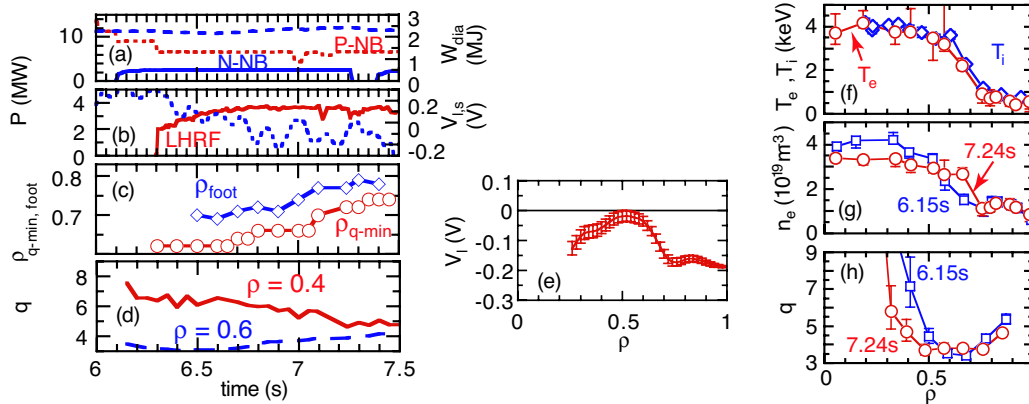 10
5
0
P (MW)
(a)
P-NB
N-NB
3
2
1
0
W_dia (MJ)
4
2
0
(b)
LHRF
0.2
0
-0.2
V_l,s (V)
0.8
0.7
ρ_q-min, foot
(c)
ρ_foot
ρ_q-min
8
6
4
q
(d)
ρ = 0.4
ρ = 0.6
6
6.5
7
7.5
time (s)
0.1
0
-0.1
-0.2
-0.3
V_l (V)
(e)
0
0.5
1
ρ
4
2
0
T_e , T_i (keV)
T_i
T_e
(f)
4
2
0
n_e (10^19 m^-3)
7.24s
6.15s
(g)
9
7
5
3
q
(h)
6.15s
7.24s
0
0.5
1
ρ